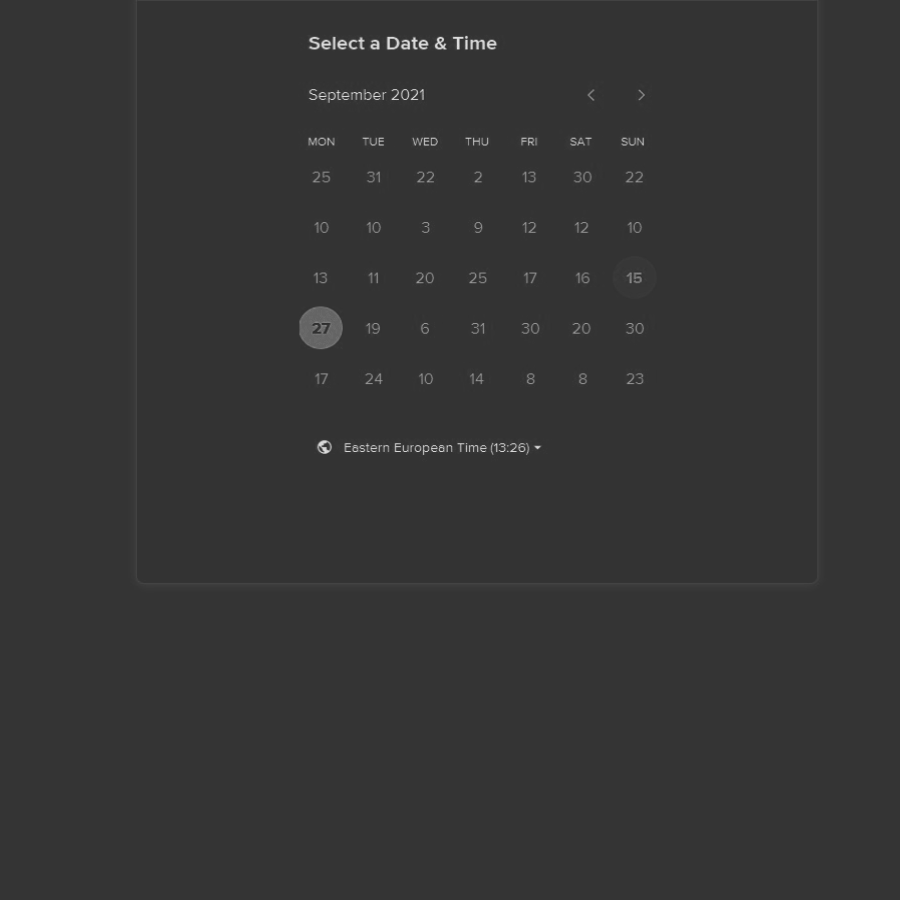 Select a Date & Time
September 2021
MON TUE WED THU FRI SAT SUN
25 31 22 2 13 30 22
10 10 3 9 12 12 10
13 11 20 25 17 16 15
27 19 6 31 30 20 30
17 24 10 14 8 8 23
Eastern European Time (13:26)